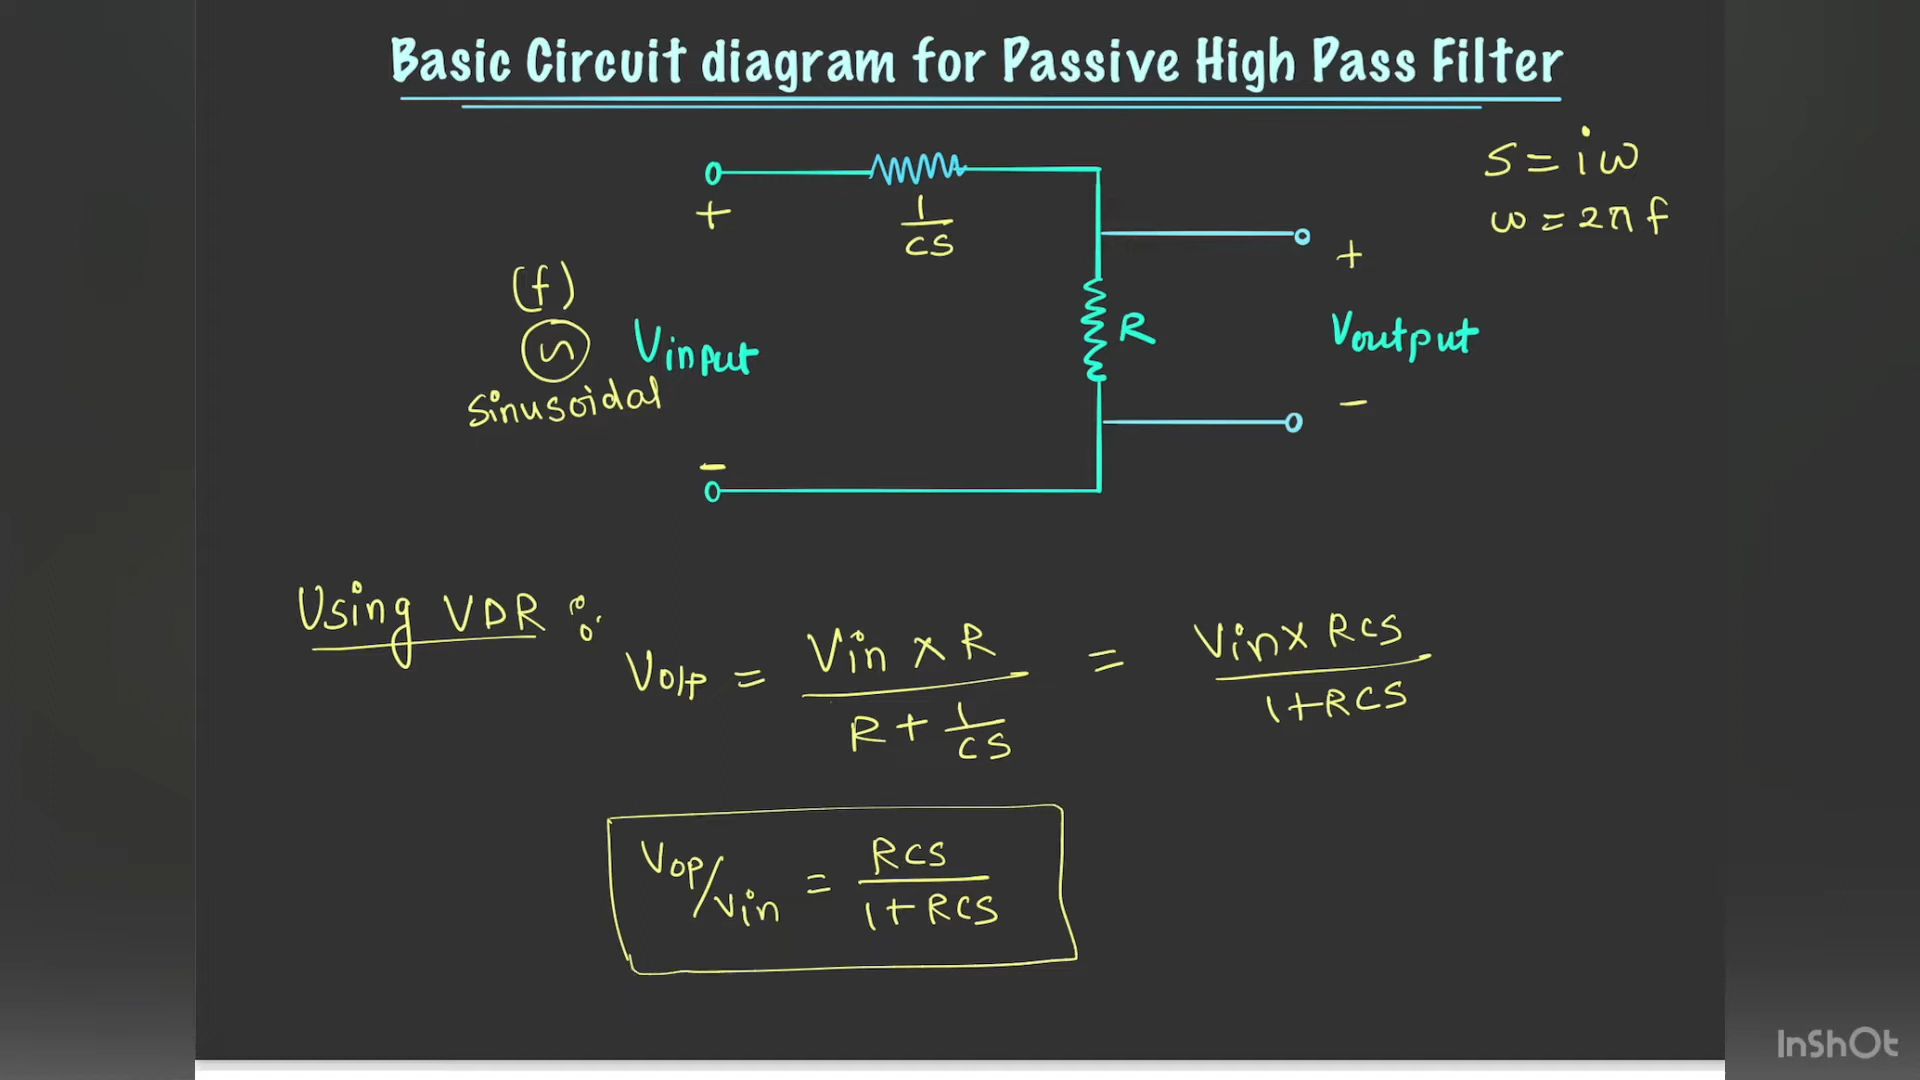 Basic Circuit diagram for Passive High Pass Filter
S = iω
ω = 2π f
+
1/CS
+
(f)
Vinput
R
Voutput
sinusoidal
−
−
Using VDR :
Vo/p = Vin × R / R + 1/CS = Vin × RCS / 1+RCS
Vop/Vin = RCS / 1+ RCS
InShOt